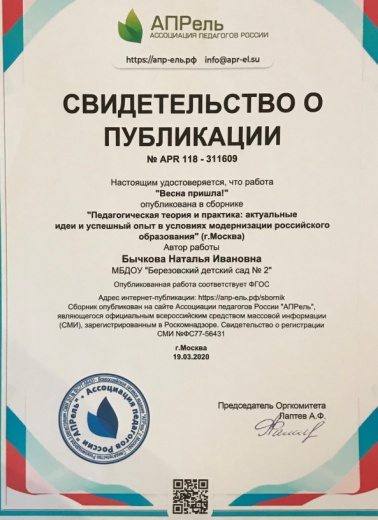 АПРель
АССОЦИАЦИЯ ПЕДАГОГОВ РОССИИ
https://апр-ель.рф info@apr-el.su
СВИДЕТЕЛЬСТВО О
ПУБЛИКАЦИИ
№ APR 118 - 311609
Настоящим удостоверяется, что работа
"Весна пришла!"
опубликована в сборнике
"Педагогическая теория и практика: актуальные
идеи и успешный опыт в условиях модернизации российского
образования" (г.Москва)
Автор работы
Бычкова Наталья Ивановна
МБДОУ "Березовский детский сад № 2"
Опубликованная работа соответствует ФГОС
Адрес интернет-публикации: https://апр-ель.рф/sbornik
Сборник опубликован на сайте Ассоциации педагогов России "АПРель",
являющегося официальным всероссийским средством массовой информации
(СМИ), зарегистрированным в Роскомнадзоре. Свидетельство о регистрации
СМИ №ФС77-56431
г.Москва
19.03.2020
Ассоциация педагогов России "АПРель"
Председатель Оргкомитета
Лаптев А.Ф.